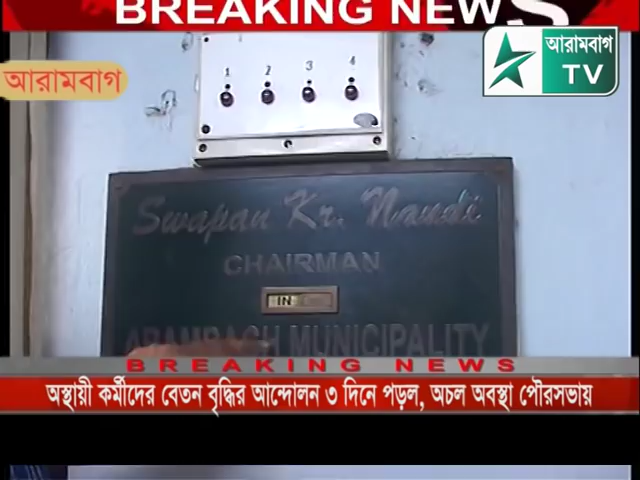 BREAKING NEWS
আরামবাগ
আরামবাগ
TV
1 2 3 4
Swapan Kr. Nandi
CHAIRMAN
IN
ARAMBAGH MUNICIPALITY
BREAKING NEWS
অস্থায়ী কর্মীদের বেতন বৃদ্ধির আন্দোলন ৩ দিনে পড়ল, অচল অবস্থা পৌরসভায়